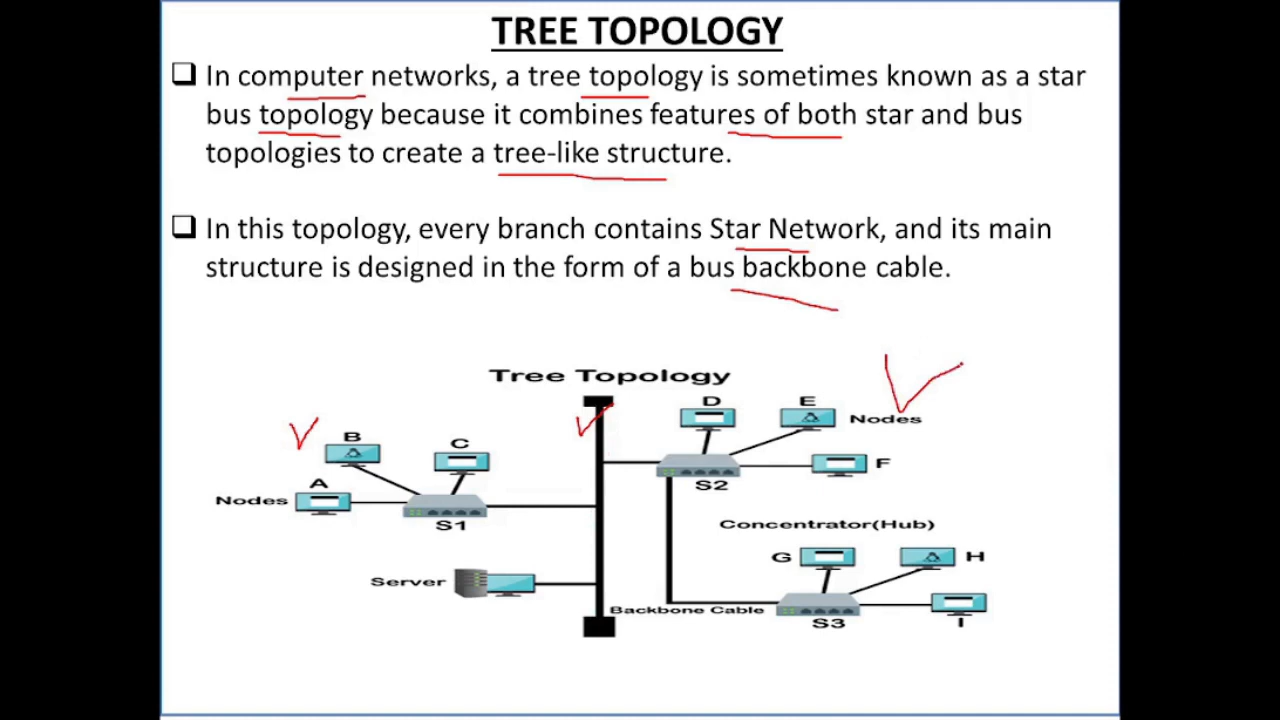 TREE TOPOLOGY
In computer networks, a tree topology is sometimes known as a star
bus topology because it combines features of both star and bus
topologies to create a tree-like structure.
In this topology, every branch contains Star Network, and its main
structure is designed in the form of a bus backbone cable.
Tree Topology
D
E
Nodes
B
C
F
A
S2
Nodes
S1
Concentrator(Hub)
G
H
Server
Backbone Cable
S3
I